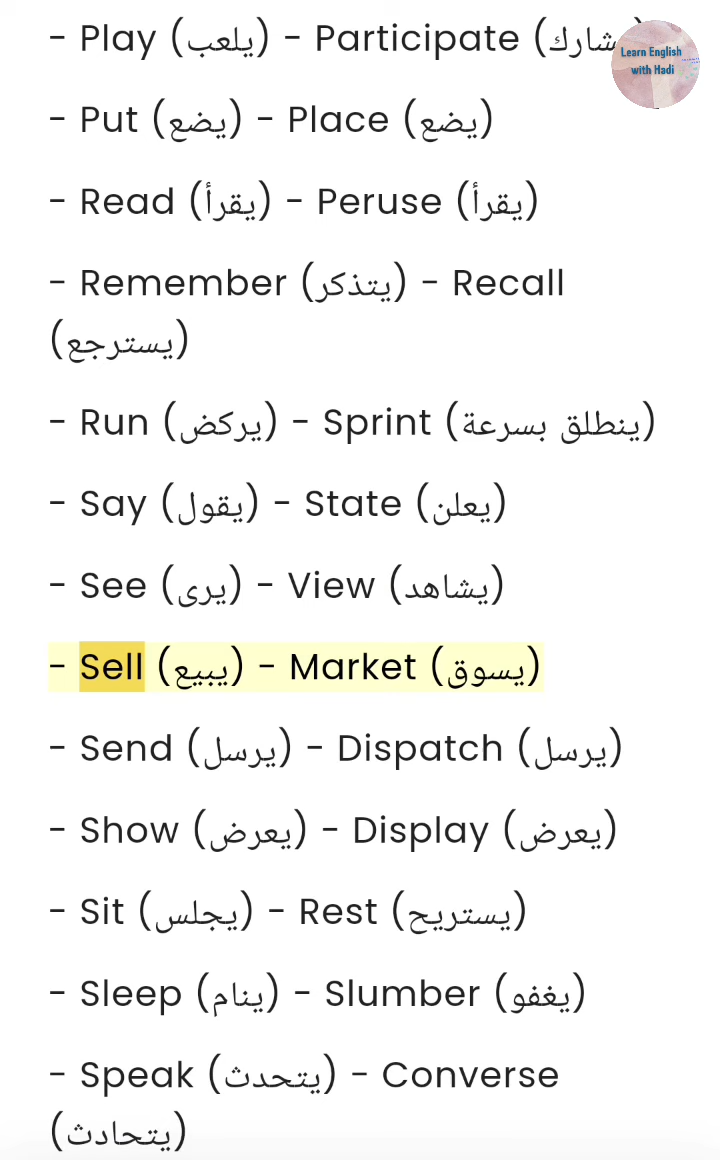 - Play (يلعب) - Participate (يشارك)
Learn English
with Hadi
- Put (يضع) - Place (يضع)
- Read (يقرأ) - Peruse (يقرأ)
- Remember (يتذكر) - Recall
(يسترجع)
- Run (يركض) - Sprint (ينطلق بسرعة)
- Say (يقول) - State (يعلن)
- See (يرى) - View (يشاهد)
- Sell (يبيع) - Market (يسوق)
- Send (يرسل) - Dispatch (يرسل)
- Show (يعرض) - Display (يعرض)
- Sit (يجلس) - Rest (يستريح)
- Sleep (ينام) - Slumber (يغفو)
- Speak (يتحدث) - Converse
(يتحادث)